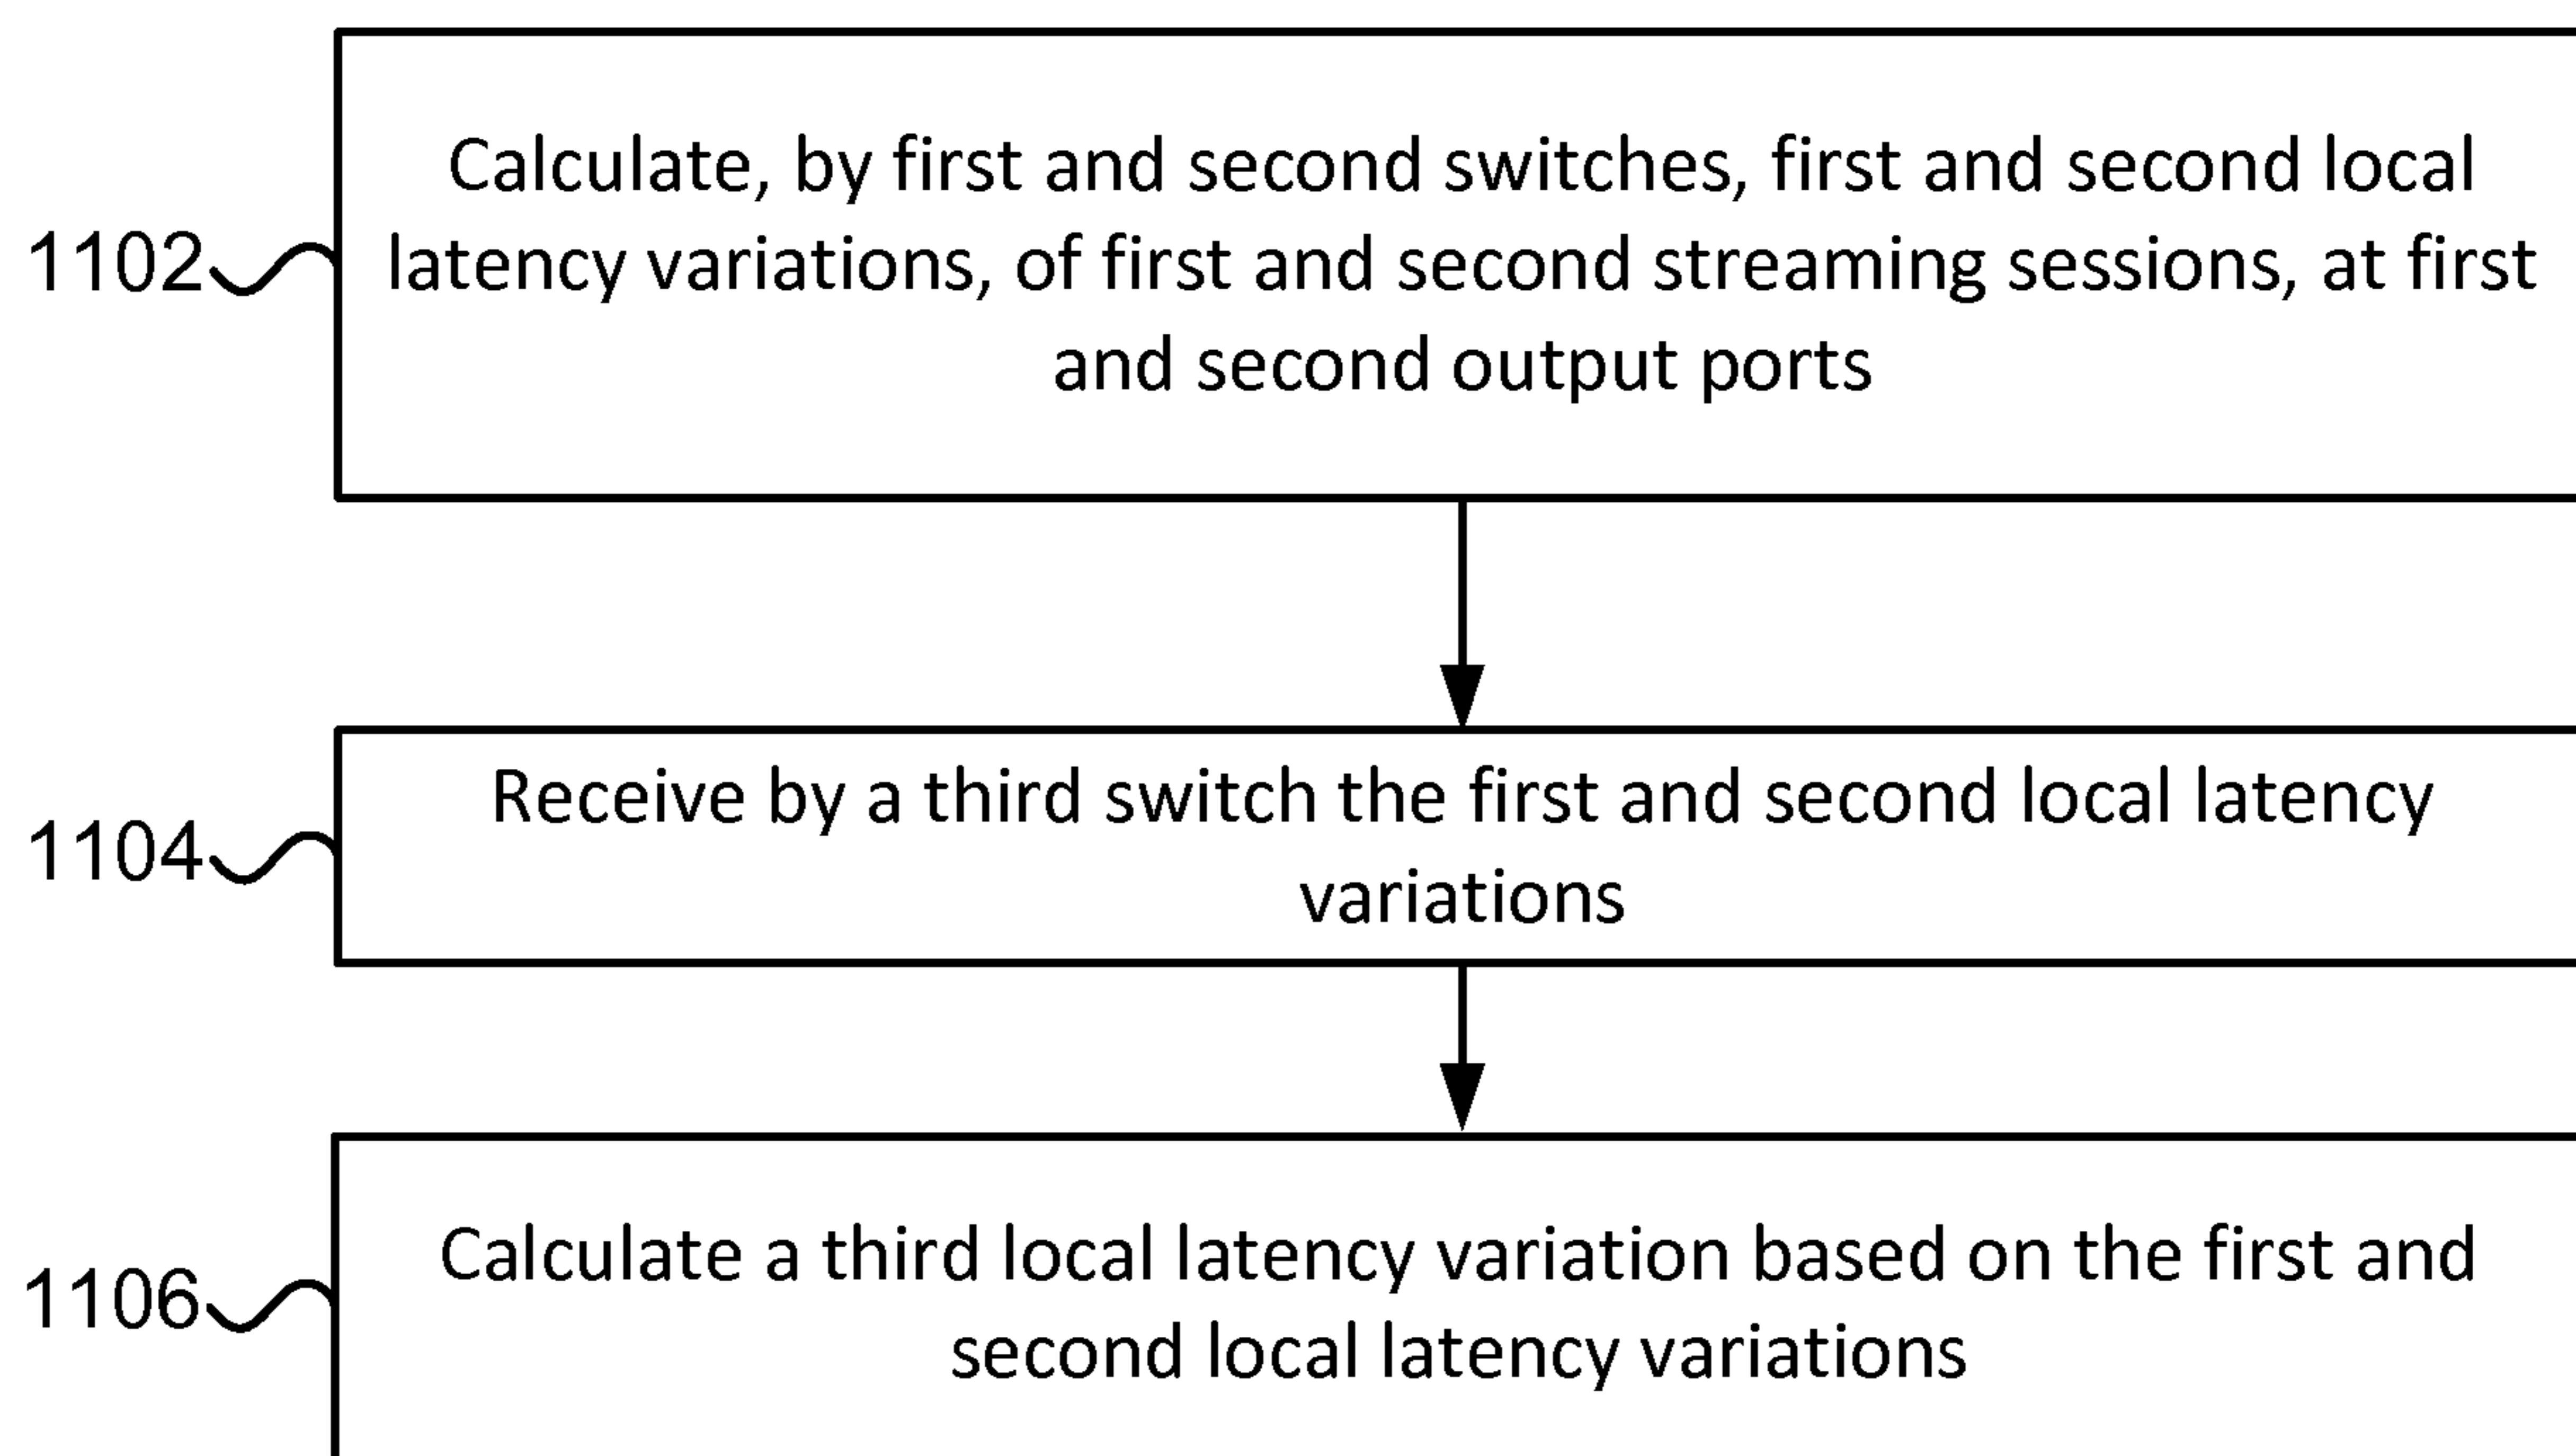 Calculate, by first and second switches, first and second local
1102 latency variations, of first and second streaming sessions, at first
and second output ports
Receive by a third switch the first and second local latency
1104
variations
Calculate a third local latency variation based on the first and
1106
second local latency variations